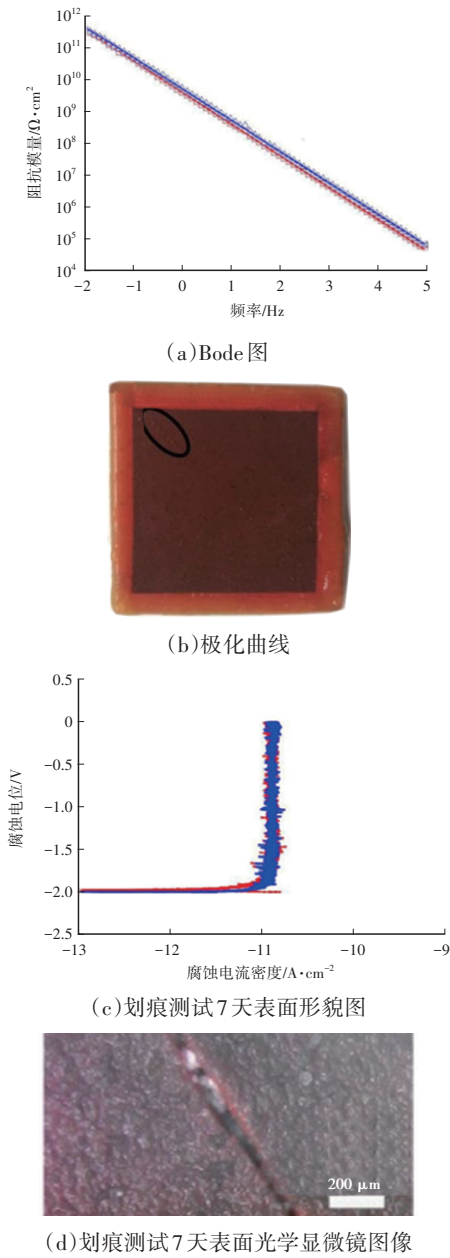 10¹²
10¹¹
10¹⁰
10⁹
10⁸
10⁷
10⁶
10⁵
10⁴
阻抗模量/Ω·cm²
-2 -1 0 1 2 3 4 5
频率/Hz
(a)Bode图
(b)极化曲线
0.5
0
-0.5
-1.0
-1.5
-2.0
-2.5
腐蚀电位/V
-13 -12 -11 -10 -9
腐蚀电流密度/A·cm⁻²
(c)划痕测试7天表面形貌图
200 μm
(d)划痕测试7天表面光学显微镜图像